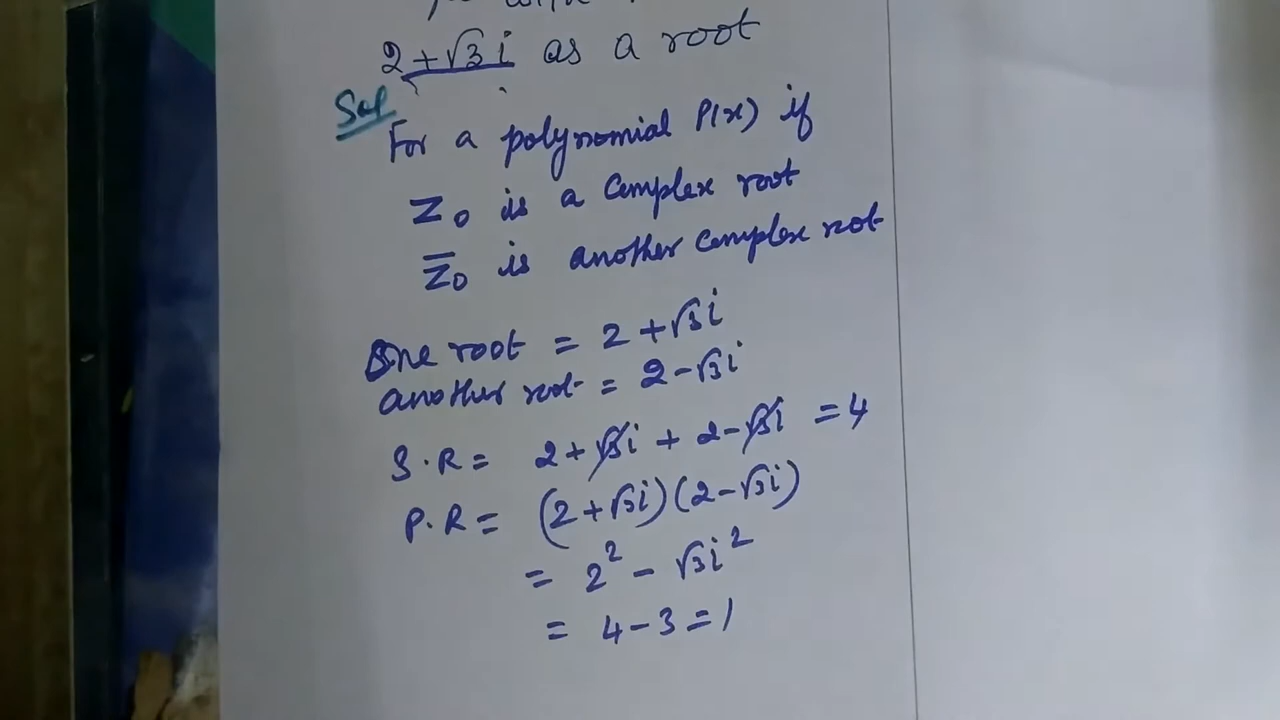 with
2+√3 i as a root
Sol
For a polynomial P(x) if
Z₀ is a Complex root
Z̅₀ is another complex root
One root = 2 + √3i
another root = 2-√3i
S.R = 2+√3i + 2-√3i = 4
P.R = (2+√3i)(2-√3i)
= 2² - √3i²
= 4-3=1